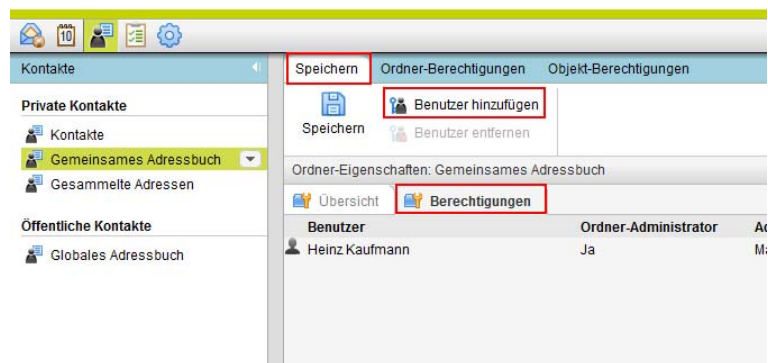 10
Kontakte
Private Kontakte
Kontakte
Gemeinsames Adressbuch
Gesammelte Adressen
Öffentliche Kontakte
Globales Adressbuch
Speichern Ordner-Berechtigungen Objekt-Berechtigungen
Speichern
Benutzer hinzufügen
Benutzer entfernen
Ordner-Eigenschaften: Gemeinsames Adressbuch
Übersicht Berechtigungen
Benutzer Ordner-Administrator
Heinz Kaufmann Ja